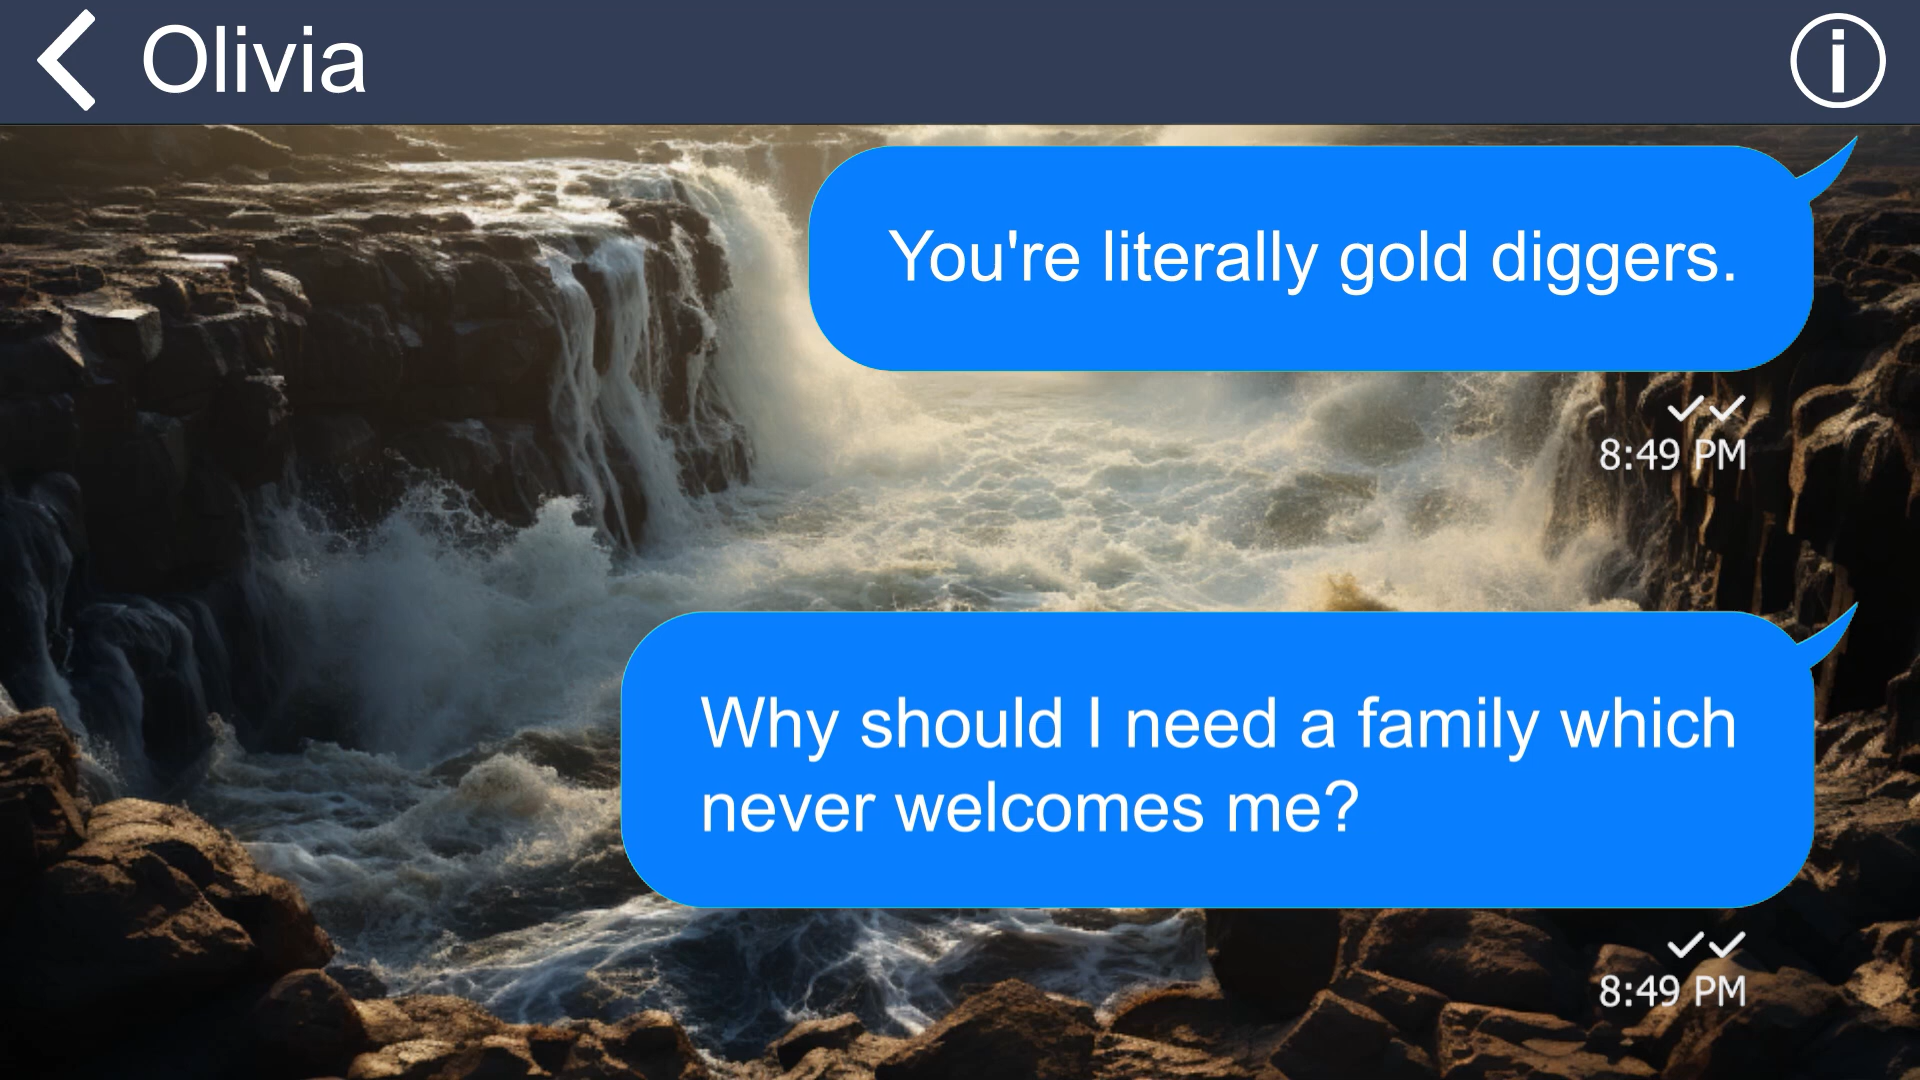 Olivia
You're literally gold diggers.
8:49 PM
Why should I need a family which
never welcomes me?
8:49 PM